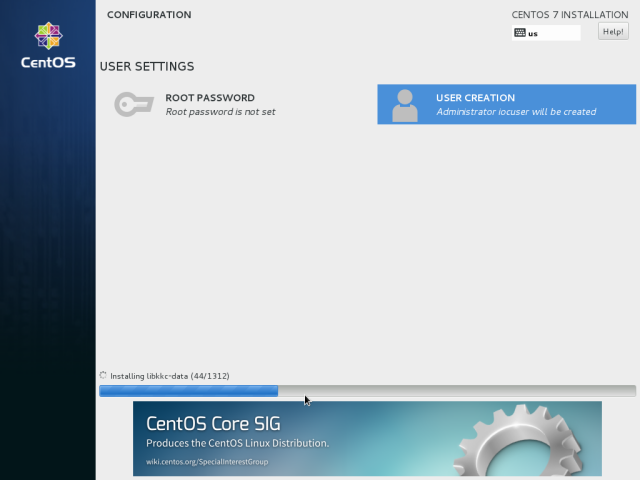 CentOS
CONFIGURATION
CENTOS 7 INSTALLATION
us
Help!
USER SETTINGS
ROOT PASSWORD
Root password is not set
USER CREATION
Administrator iocuser will be created
Installing libkkc-data (44/1312)
CentOS Core SIG
Produces the CentOS Linux Distribution.
wiki.centos.org/SpecialInterestGroup